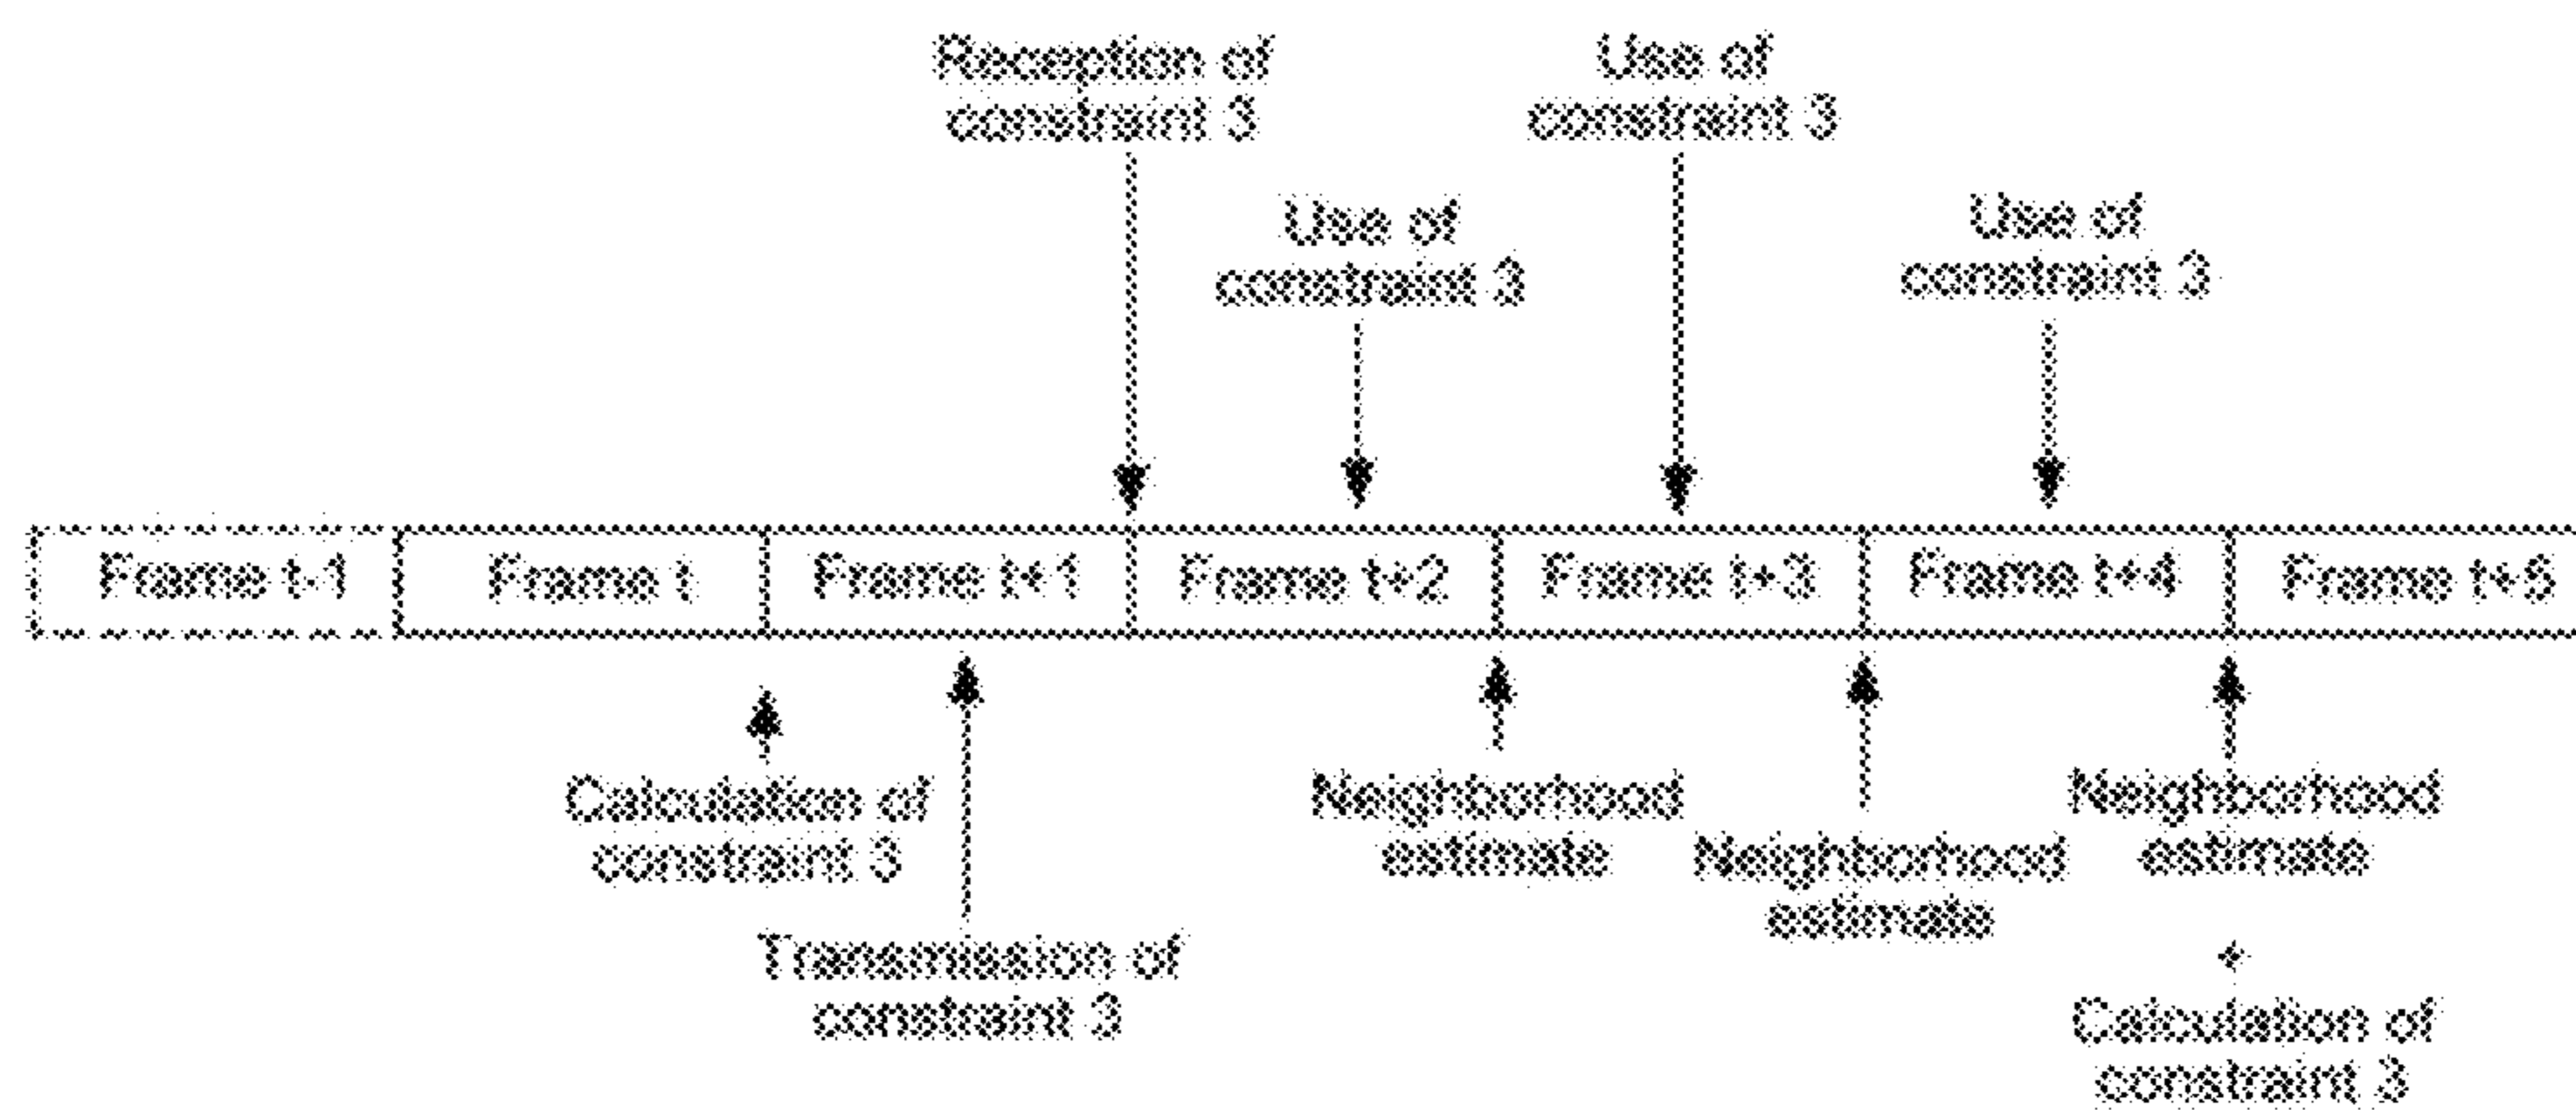 Reception of
constraint 3
Use of
constraint 3
Use of
constraint 3
Use of
constraint 3
Frame t-1
Frame t
Frame t+1
Frame t+2
Frame t+3
Frame t+4
Frame t+5
Calculation of
constraint 3
Transmission of
constraint 3
Neighborhood
estimate
Neighborhood
estimate
Neighborhood
estimate
+
Calculation of
constraint 3